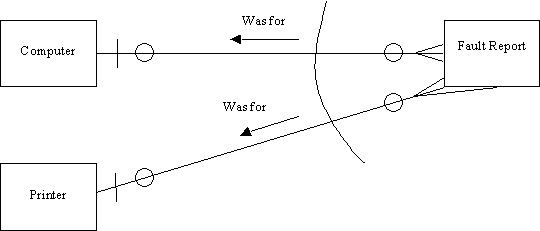 Was for
Computer
Fault Report
Was for
Printer